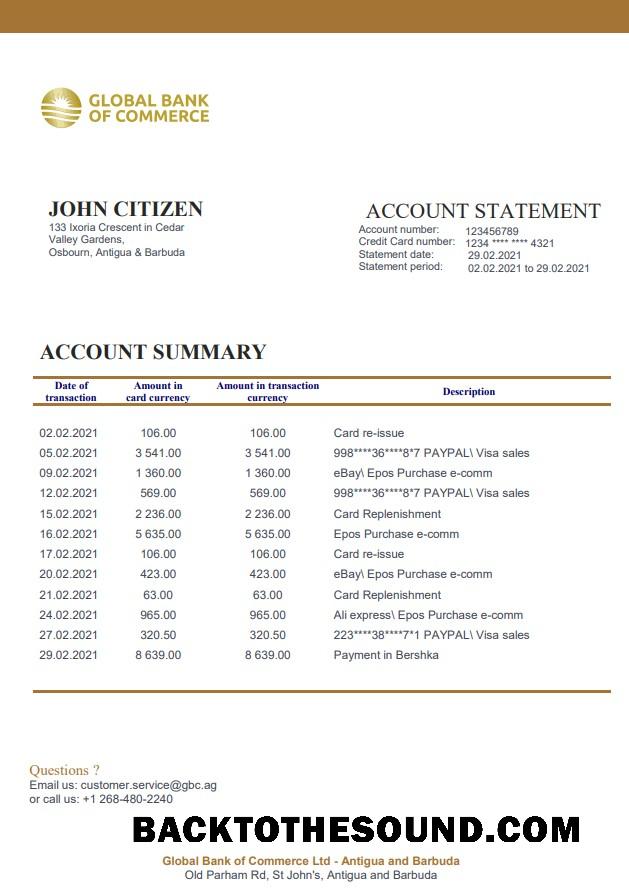 GLOBAL BANK
OF COMMERCE
JOHN CITIZEN
133 Ixoria Crescent in Cedar
Valley Gardens,
Osbourn, Antigua & Barbuda
ACCOUNT STATEMENT
Account number: 123456789
Credit Card number: 1234 **** **** 4321
Statement date: 29.02.2021
Statement period: 02.02.2021 to 29.02.2021
ACCOUNT SUMMARY
Date of transaction Amount in card currency Amount in transaction currency Description
02.02.2021 106.00 106.00 Card re-issue
05.02.2021 3 541.00 3 541.00 998****36****8*7 PAYPAL\ Visa sales
09.02.2021 1 360.00 1 360.00 eBay\ Epos Purchase e-comm
12.02.2021 569.00 569.00 998****36****8*7 PAYPAL\ Visa sales
15.02.2021 2 236.00 2 236.00 Card Replenishment
16.02.2021 5 635.00 5 635.00 Epos Purchase e-comm
17.02.2021 106.00 106.00 Card re-issue
20.02.2021 423.00 423.00 eBay\ Epos Purchase e-comm
21.02.2021 63.00 63.00 Card Replenishment
24.02.2021 965.00 965.00 Ali express\ Epos Purchase e-comm
27.02.2021 320.50 320.50 223****38****7*1 PAYPAL\ Visa sales
29.02.2021 8 639.00 8 639.00 Payment in Bershka
Questions ?
Email us: customer.service@gbc.ag
or call us: +1 268-480-2240
BACKTOTHESOUND.COM
Global Bank of Commerce Ltd - Antigua and Barbuda
Old Parham Rd, St John's, Antigua and Barbuda